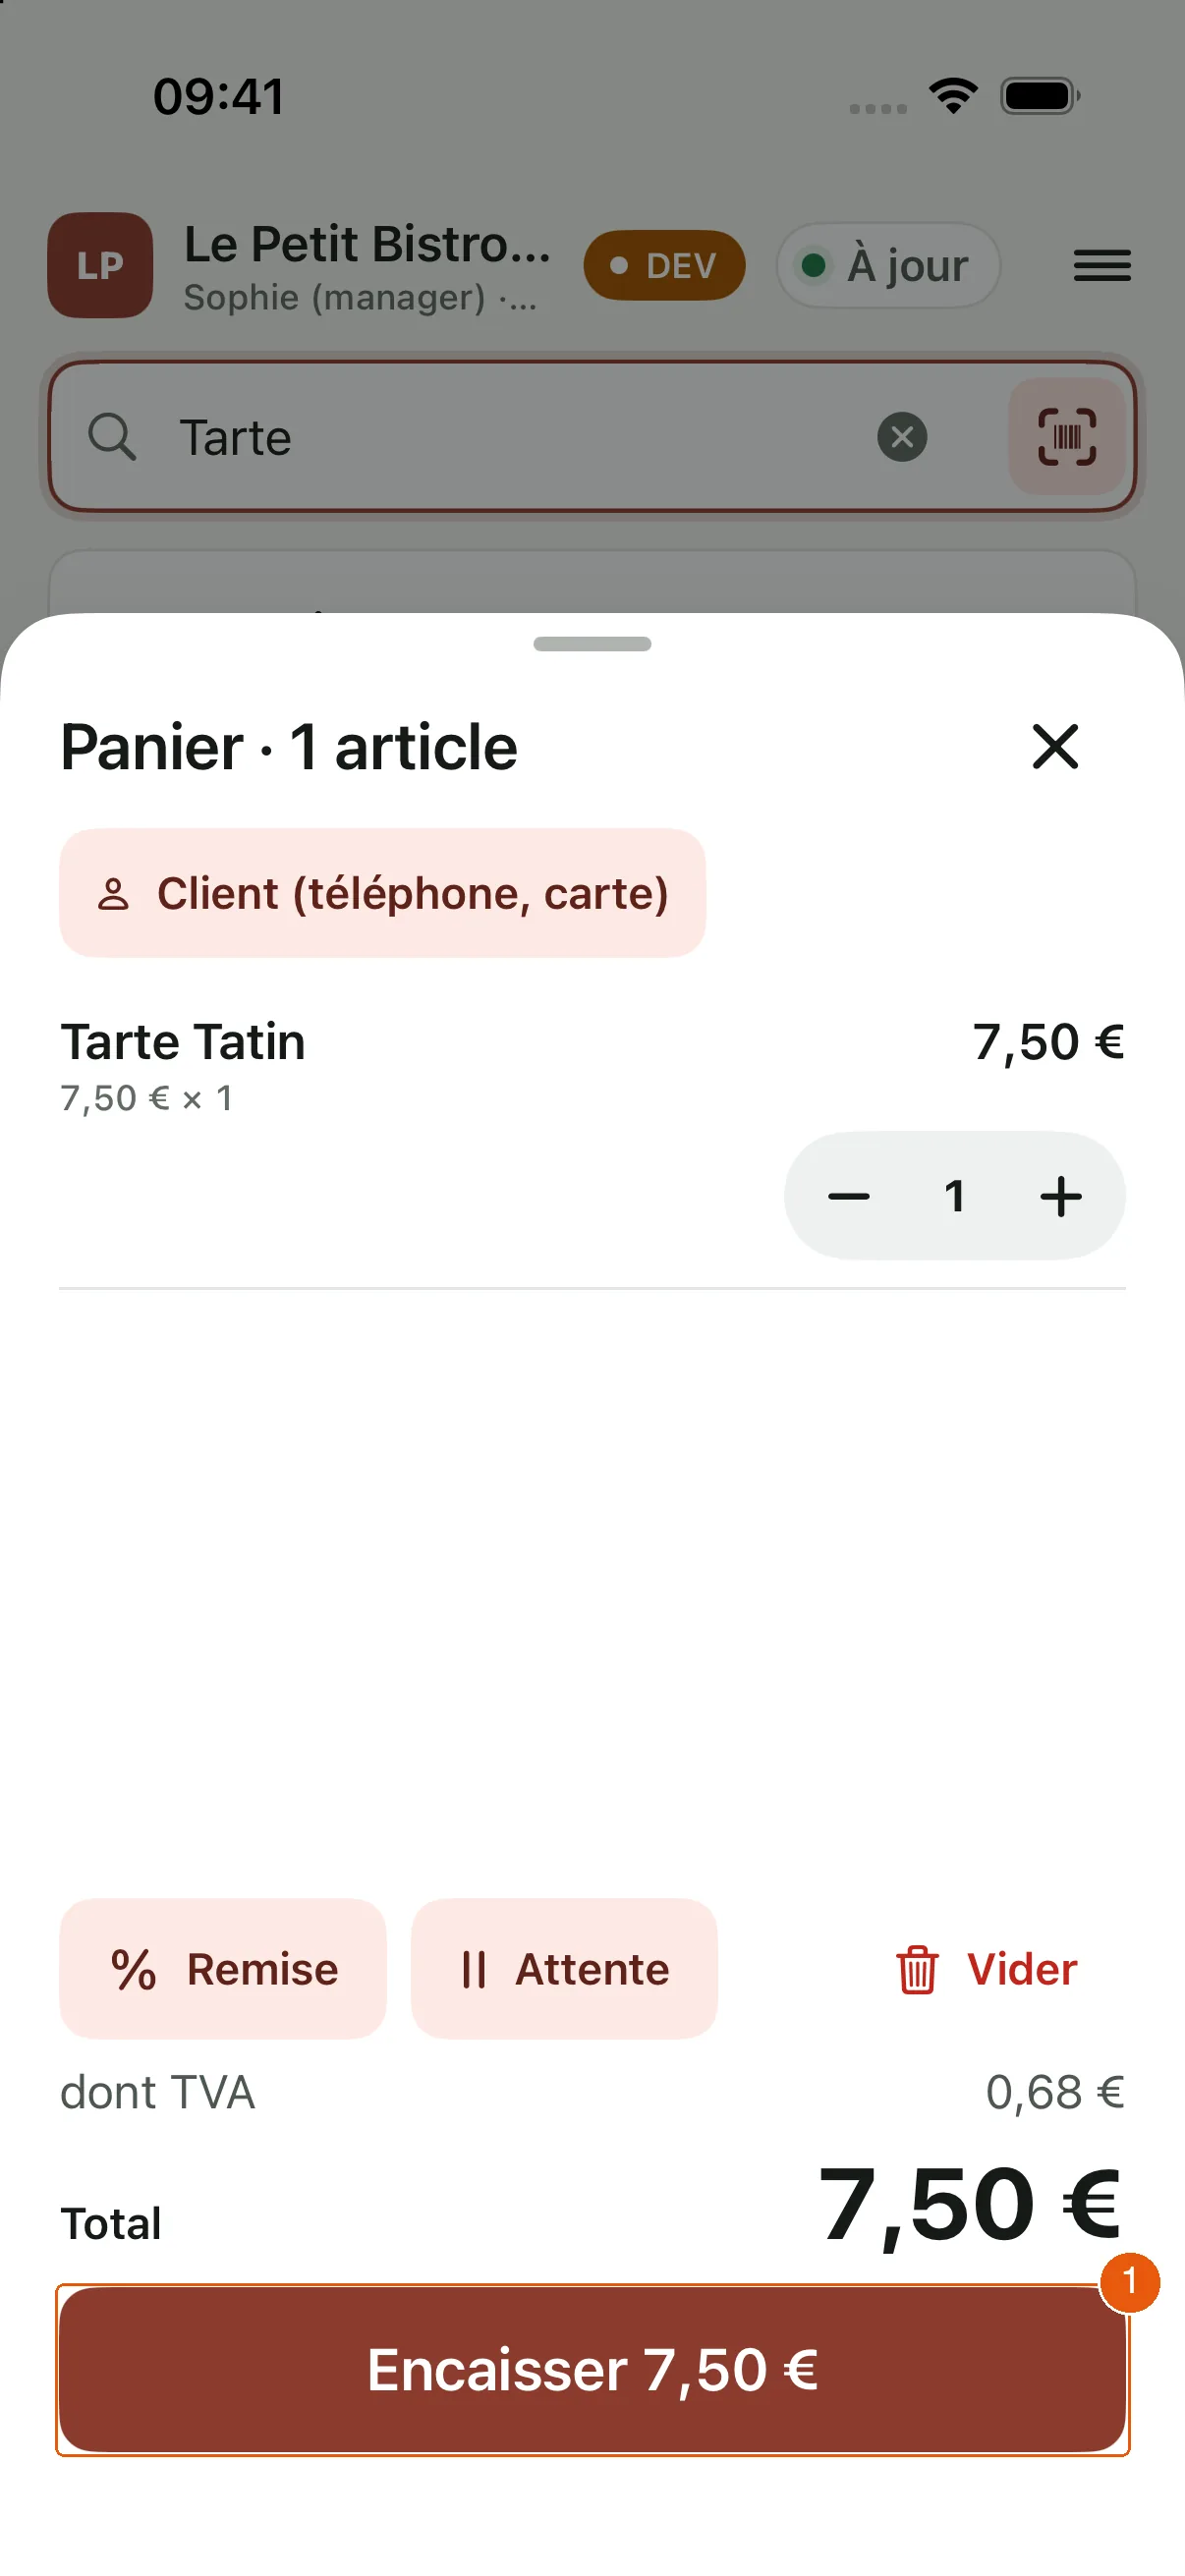 09:41
LP
Le Petit Bistro...
Sophie (manager) ·...
DEV
À jour
Tarte
Panier · 1 article
Client (téléphone, carte)
Tarte Tatin 7,50 €
7,50 € × 1
1
% Remise
Attente
Vider
dont TVA 0,68 €
Total 7,50 €
1
Encaisser 7,50 €